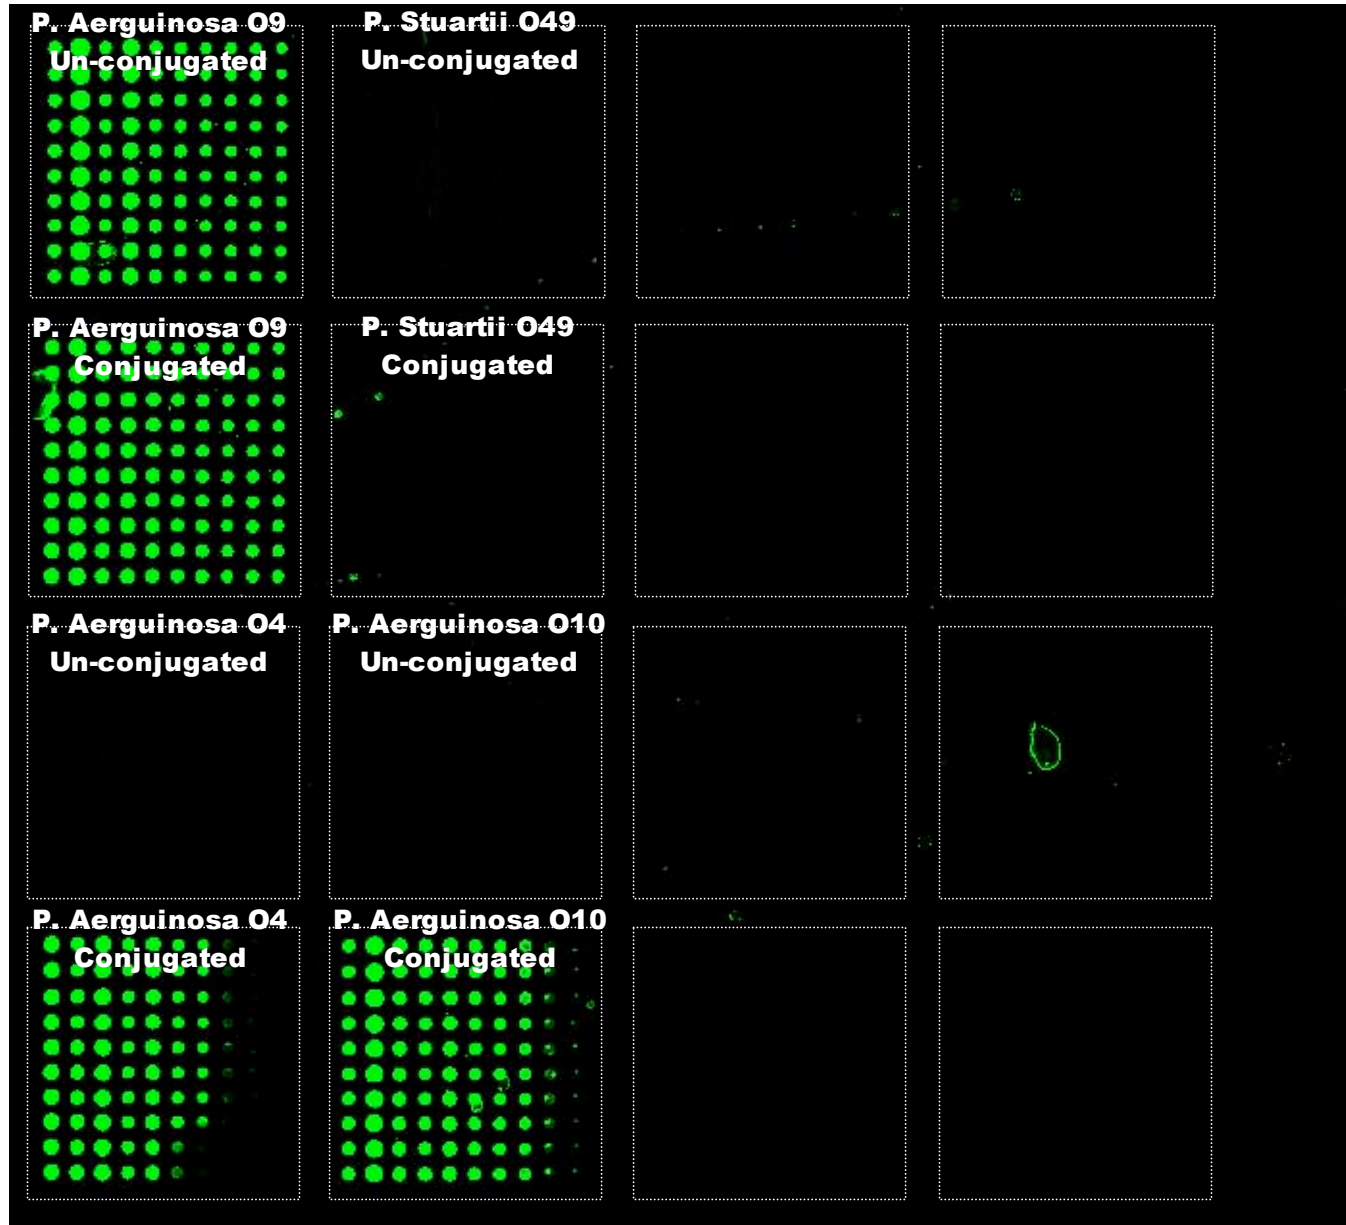 P. Aerguinosa O9
Un-conjugated
P. Stuartii O49
Un-conjugated
P. Aerguinosa O9
Conjugated
P. Stuartii O49
Conjugated
P. Aerguinosa O4
Un-conjugated
P. Aerguinosa O10
Un-conjugated
P. Aerguinosa O4
Conjugated
P. Aerguinosa O10
Conjugated